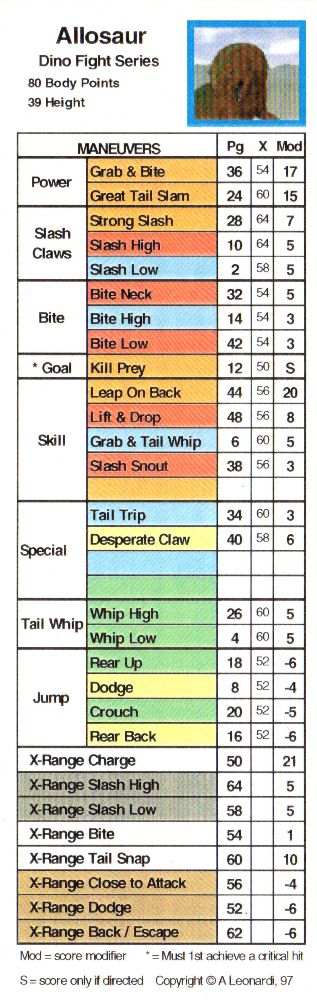 Allosaur
Dino Fight Series
80 Body Points
39 Height
MANEUVERS Pg X Mod
Power
Grab & Bite 36 54 17
Great Tail Slam 24 60 15
Slash Claws
Strong Slash 28 64 7
Slash High 10 64 5
Slash Low 2 58 5
Bite
Bite Neck 32 54 5
Bite High 14 54 3
Bite Low 42 54 3
* Goal Kill Prey 12 50 S
Skill
Leap On Back 44 56 20
Lift & Drop 48 56 8
Grab & Tail Whip 6 60 5
Slash Snout 38 56 3
Special
Tail Trip 34 60 3
Desperate Claw 40 58 6
Tail Whip
Whip High 26 60 5
Whip Low 4 60 5
Jump
Rear Up 18 52 -6
Dodge 8 52 -4
Crouch 20 52 -5
Rear Back 16 52 -6
X-Range Charge 50 21
X-Range Slash High 64 5
X-Range Slash Low 58 5
X-Range Bite 54 1
X-Range Tail Snap 60 10
X-Range Close to Attack 56 -4
X-Range Dodge 52 -6
X-Range Back / Escape 62 -6
Mod = score modifier * = Must 1st achieve a critical hit
S = score only if directed Copyright © A Leonardi, 97